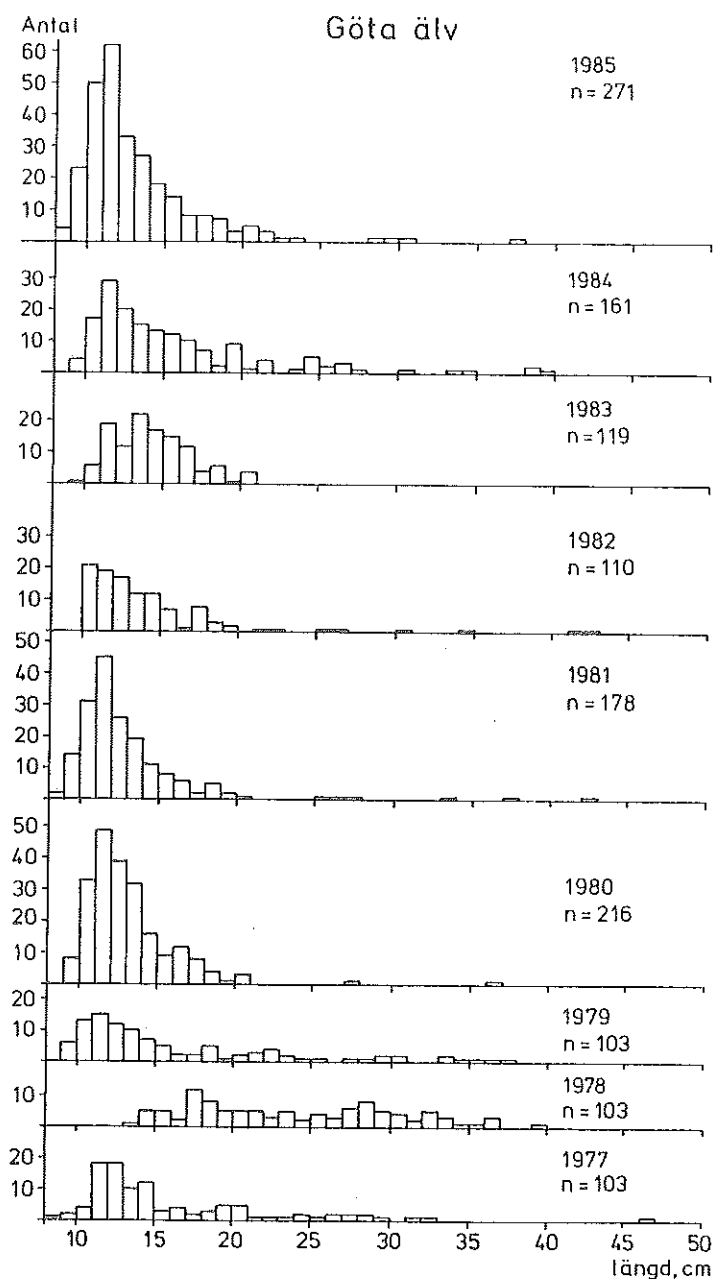 Antal
Göta älv
60
50
40
30
20
10
1985
n = 271
30
20
10
1984
n = 161
20
10
1983
n = 119
30
20
10
1982
n = 110
50
40
30
20
10
1981
n = 178
50
40
30
20
10
1980
n = 216
20
10
1979
n = 103
10
1978
n = 103
20
10
1977
n = 103
10 15 20 25 30 35 40 45 50
längd, cm